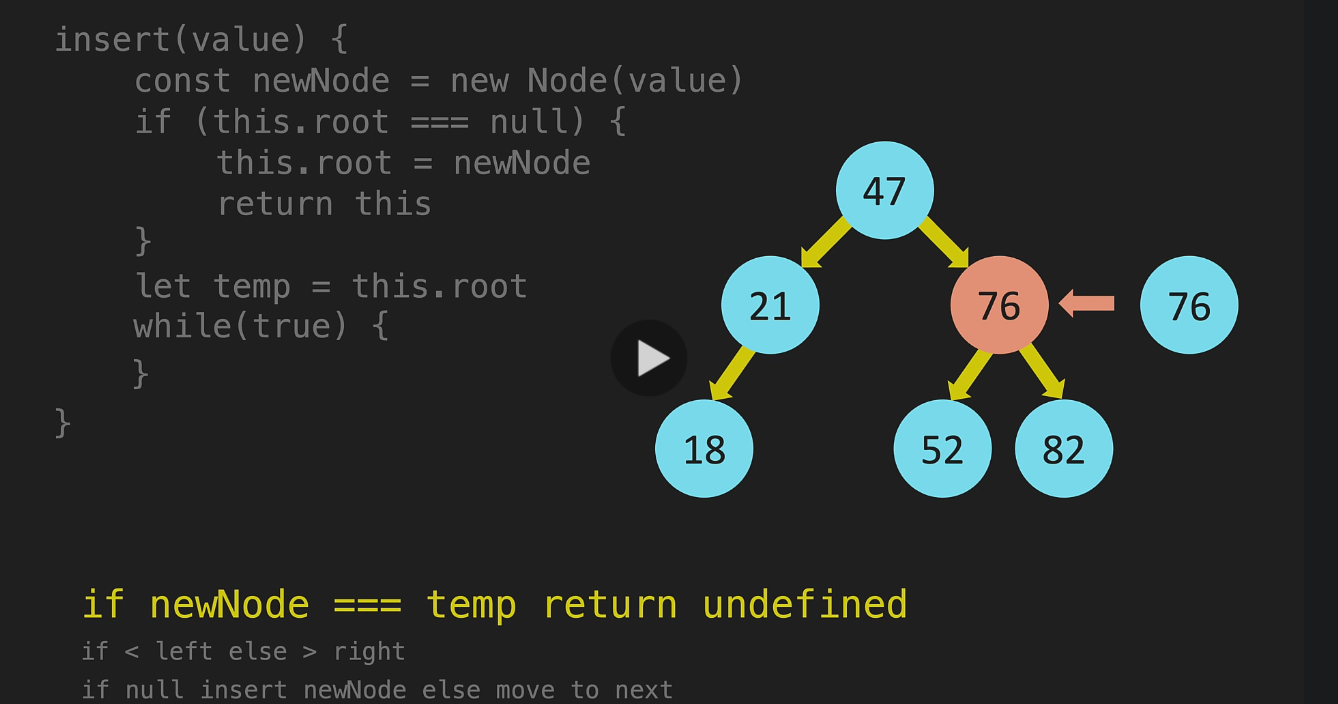 insert(value) {
const newNode = new Node(value)
if (this.root === null) {
this.root = newNode
return this
}
let temp = this.root
while(true) {
}
}
47
21
76
76
18
52
82
if newNode === temp return undefined
if < left else > right
if null insert newNode else move to next